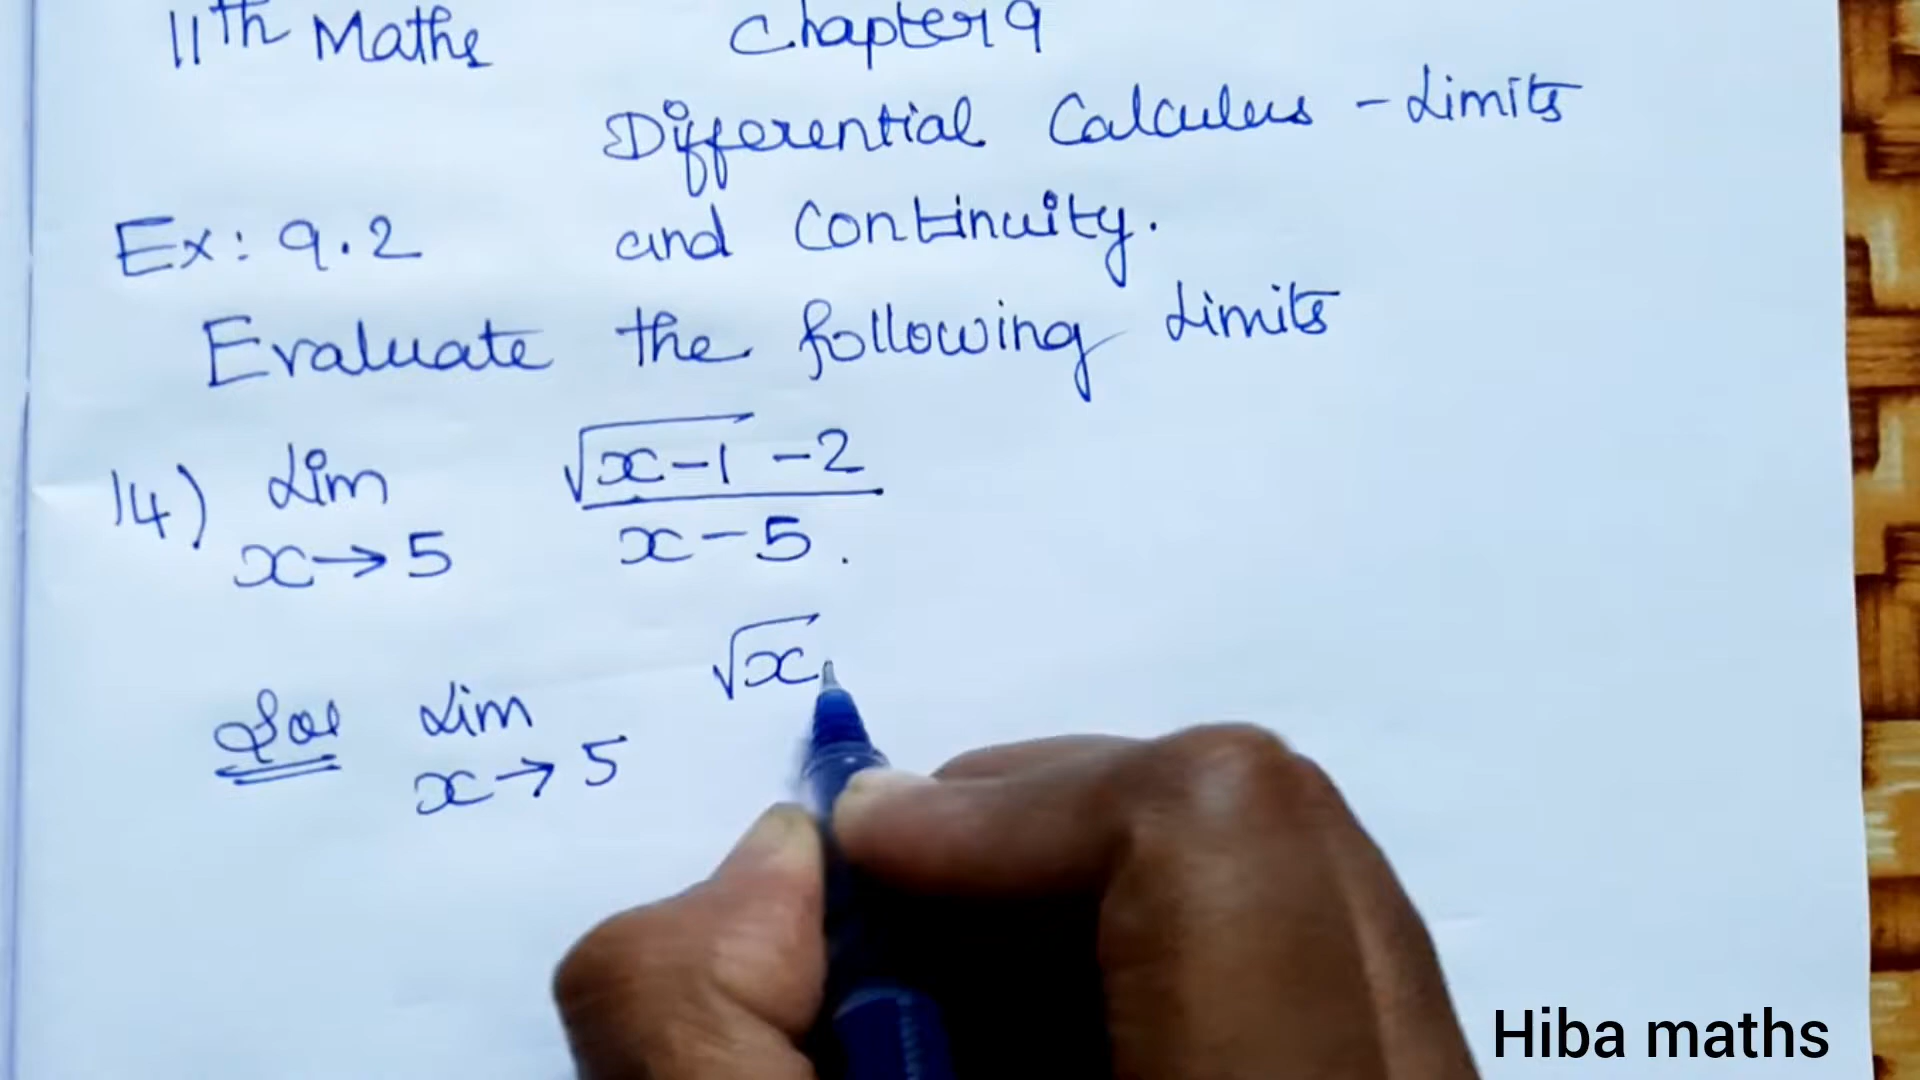 11th Maths Chapter 9
Differential Calculus - Limits
Ex: 9.2 and Continuity.
Evaluate the following Limits
14) Lim √x-1 - 2
x→5 x-5.
Sol Lim √x
x→5
Hiba maths